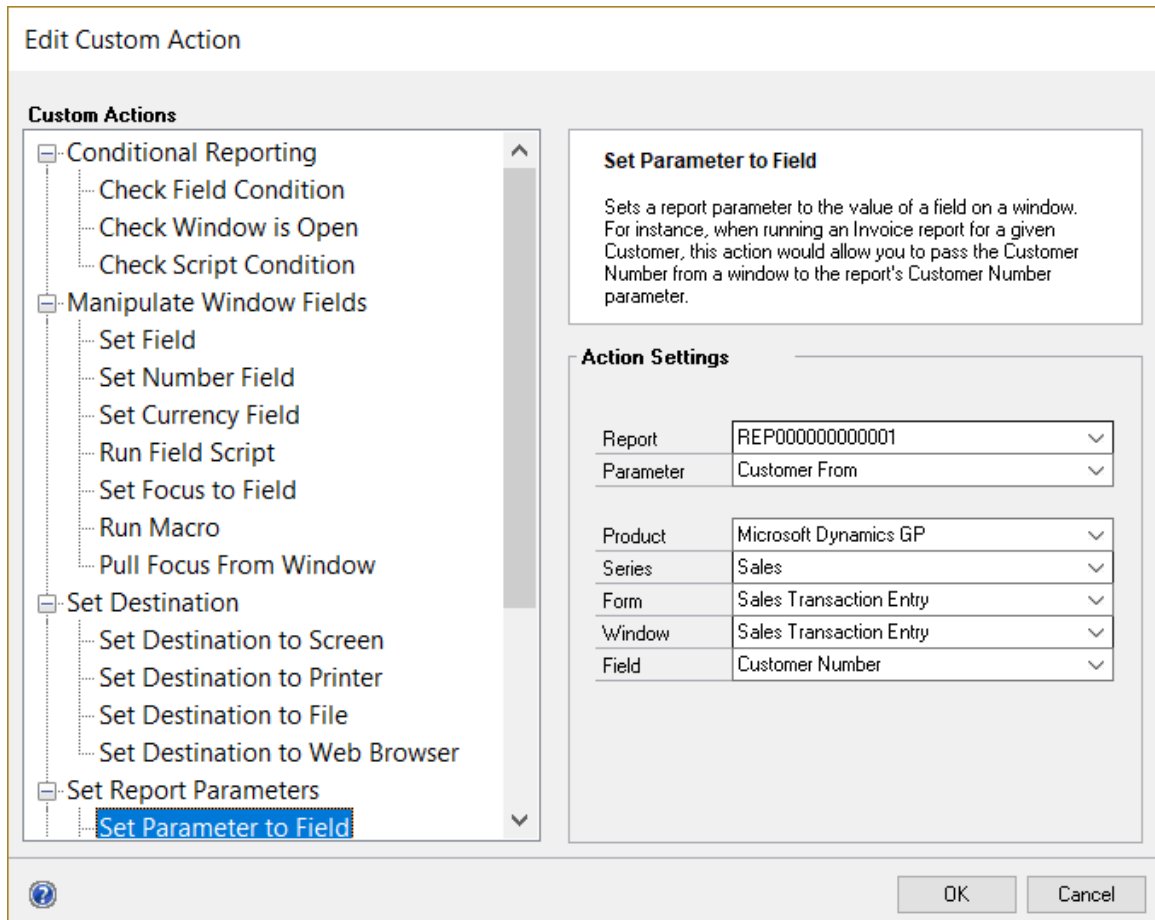 Edit Custom Action
Custom Actions
Conditional Reporting
Check Field Condition
Check Window is Open
Check Script Condition
Manipulate Window Fields
Set Field
Set Number Field
Set Currency Field
Run Field Script
Set Focus to Field
Run Macro
Pull Focus From Window
Set Destination
Set Destination to Screen
Set Destination to Printer
Set Destination to File
Set Destination to Web Browser
Set Report Parameters
Set Parameter to Field
Set Parameter to Field
Sets a report parameter to the value of a field on a window.
For instance, when running an Invoice report for a given
Customer, this action would allow you to pass the Customer
Number from a window to the report's Customer Number
parameter.
Action Settings
Report REP000000000001
Parameter Customer From
Product Microsoft Dynamics GP
Series Sales
Form Sales Transaction Entry
Window Sales Transaction Entry
Field Customer Number
?
OK Cancel